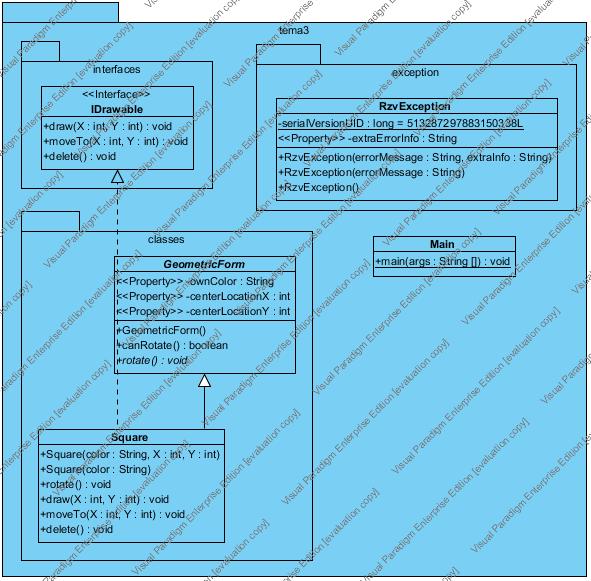 tema3
interfaces
<<Interface>>
IDrawable
+draw(X : int, Y : int) : void
+moveTo(X : int, Y : int) : void
+delete() : void
exception
RzvException
-serialVersionUID : long = 513287297883150338L
<<Property>> -extraErrorInfo : String
+RzvException(errorMessage : String, extraInfo : String)
+RzvException(errorMessage : String)
+RzvException()
Main
+main(args : String []) : void
classes
GeometricForm
<<Property>> -ownColor : String
<<Property>> -centerLocationX : int
<<Property>> -centerLocationY : int
+GeometricForm()
+canRotate() : boolean
+rotate() : void
Square
+Square(color : String, X : int, Y : int)
+Square(color : String)
+rotate() : void
+draw(X : int, Y : int) : void
+moveTo(X : int, Y : int) : void
+delete() : void
Visual Paradigm Enterprise Edition [evaluation copy]